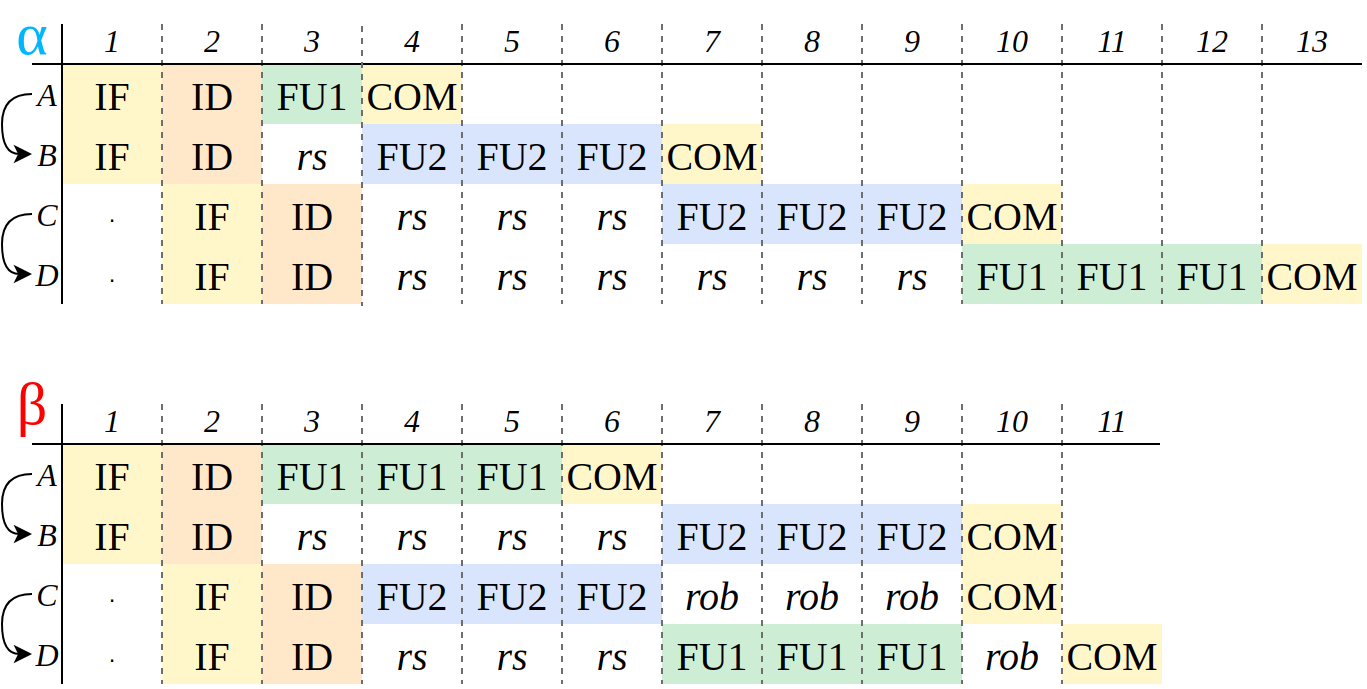 α 1 2 3 4 5 6 7 8 9 10 11 12 13
A IF ID FU1 COM
B IF ID rs FU2 FU2 FU2 COM
C . IF ID rs rs rs FU2 FU2 FU2 COM
D . IF ID rs rs rs rs rs rs FU1 FU1 FU1 COM
β 1 2 3 4 5 6 7 8 9 10 11
A IF ID FU1 FU1 FU1 COM
B IF ID rs rs rs rs FU2 FU2 FU2 COM
C . IF ID FU2 FU2 FU2 rob rob rob COM
D . IF ID rs rs rs FU1 FU1 FU1 rob COM